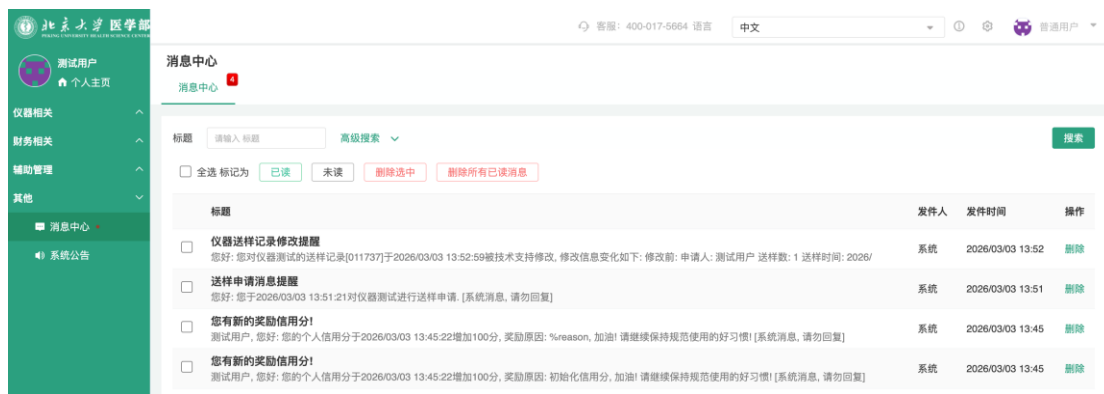 北京大学医学部
PEKING UNIVERSITY HEALTH SCIENCE CENTER
客服：400-017-5664 语言 中文 普通用户
测试用户
个人主页
仪器相关
财务相关
辅助管理
其他
消息中心
系统公告
消息中心
消息中心 4
标题 请输入 标题 高级搜索 搜索
全选 标记为 已读 未读 删除选中 删除所有已读消息
标题 发件人 发件时间 操作
仪器送样记录修改提醒
您好: 您对仪器测试的送样记录[011737]于2026/03/03 13:52:59被技术支持修改, 修改信息变化如下: 修改前: 申请人: 测试用户 送样数: 1 送样时间: 2026/
系统 2026/03/03 13:52 删除
送样申请消息提醒
您好: 您于2026/03/03 13:51:21对仪器测试进行送样申请. [系统消息, 请勿回复]
系统 2026/03/03 13:51 删除
您有新的奖励信用分!
测试用户, 您好: 您的个人信用分于2026/03/03 13:45:22增加100分, 奖励原因: %reason, 加油! 请继续保持规范使用的好习惯! [系统消息, 请勿回复]
系统 2026/03/03 13:45 删除
您有新的奖励信用分!
测试用户, 您好: 您的个人信用分于2026/03/03 13:45:22增加100分, 奖励原因: 初始化信用分, 加油! 请继续保持规范使用的好习惯! [系统消息, 请勿回复]
系统 2026/03/03 13:45 删除